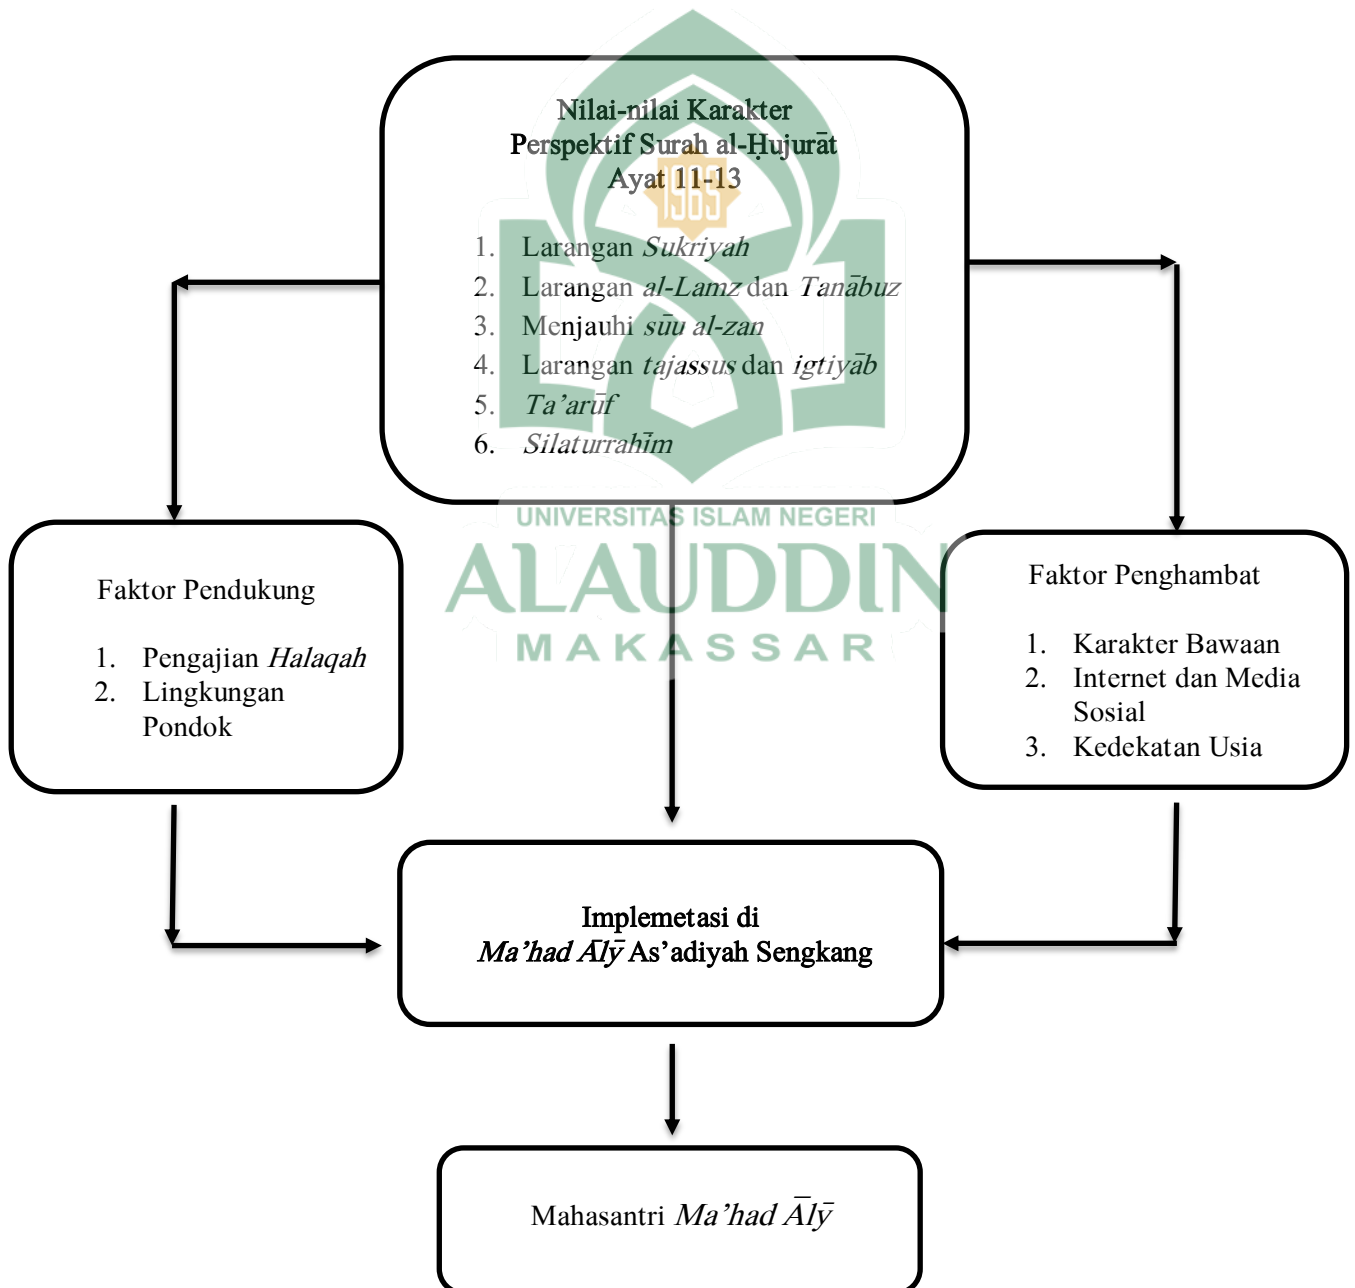 Nilai-nilai Karakter
Perspektif Surah al-Ḥujurāt
Ayat 11-13
1965
1. Larangan Sukriyah
2. Larangan al-Lamz dan Tanābuz
3. Menjauhi sūu al-zan
4. Larangan tajassus dan igtiyāb
5. Ta’arūf
6. Silaturrahīm
UNIVERSITAS ISLAM NEGERI
ALAUDDIN
MAKASSAR
Faktor Pendukung
1. Pengajian Halaqah
2. Lingkungan
Pondok
Faktor Penghambat
1. Karakter Bawaan
2. Internet dan Media
Sosial
3. Kedekatan Usia
Implemetasi di
Ma’had Ālȳ As’adiyah Sengkang
Mahasantri Ma’had Ālȳ